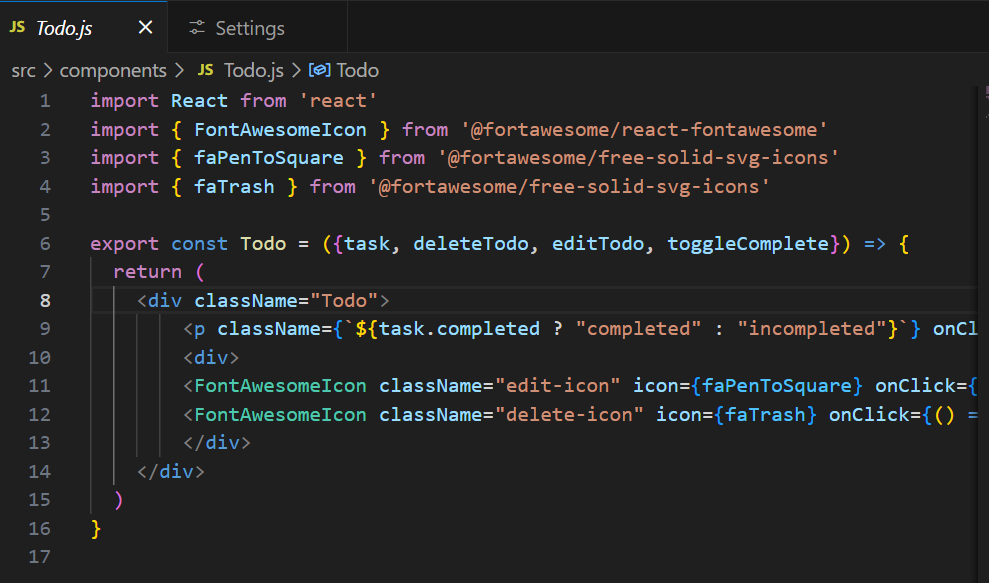 JS Todo.js × Settings
src > components > JS Todo.js > Todo
1 import React from 'react'
2 import { FontAwesomeIcon } from '@fortawesome/react-fontawesome'
3 import { faPenToSquare } from '@fortawesome/free-solid-svg-icons'
4 import { faTrash } from '@fortawesome/free-solid-svg-icons'
5
6 export const Todo = ({task, deleteTodo, editTodo, toggleComplete}) => {
7   return (
8     <div className="Todo">
9         <p className={`${task.completed ? "completed" : "incompleted"}`} onCl
10         <div>
11         <FontAwesomeIcon className="edit-icon" icon={faPenToSquare} onClick={
12         <FontAwesomeIcon className="delete-icon" icon={faTrash} onClick={() =
13         </div>
14     </div>
15   )
16 }
17